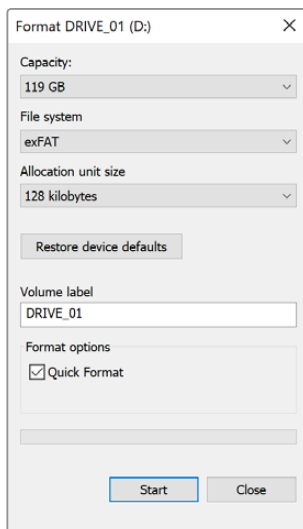 Format DRIVE_01 (D:)
Capacity:
119 GB
File system
exFAT
Allocation unit size
128 kilobytes
Restore device defaults
Volume label
DRIVE_01
Format options
Quick Format
Start Close